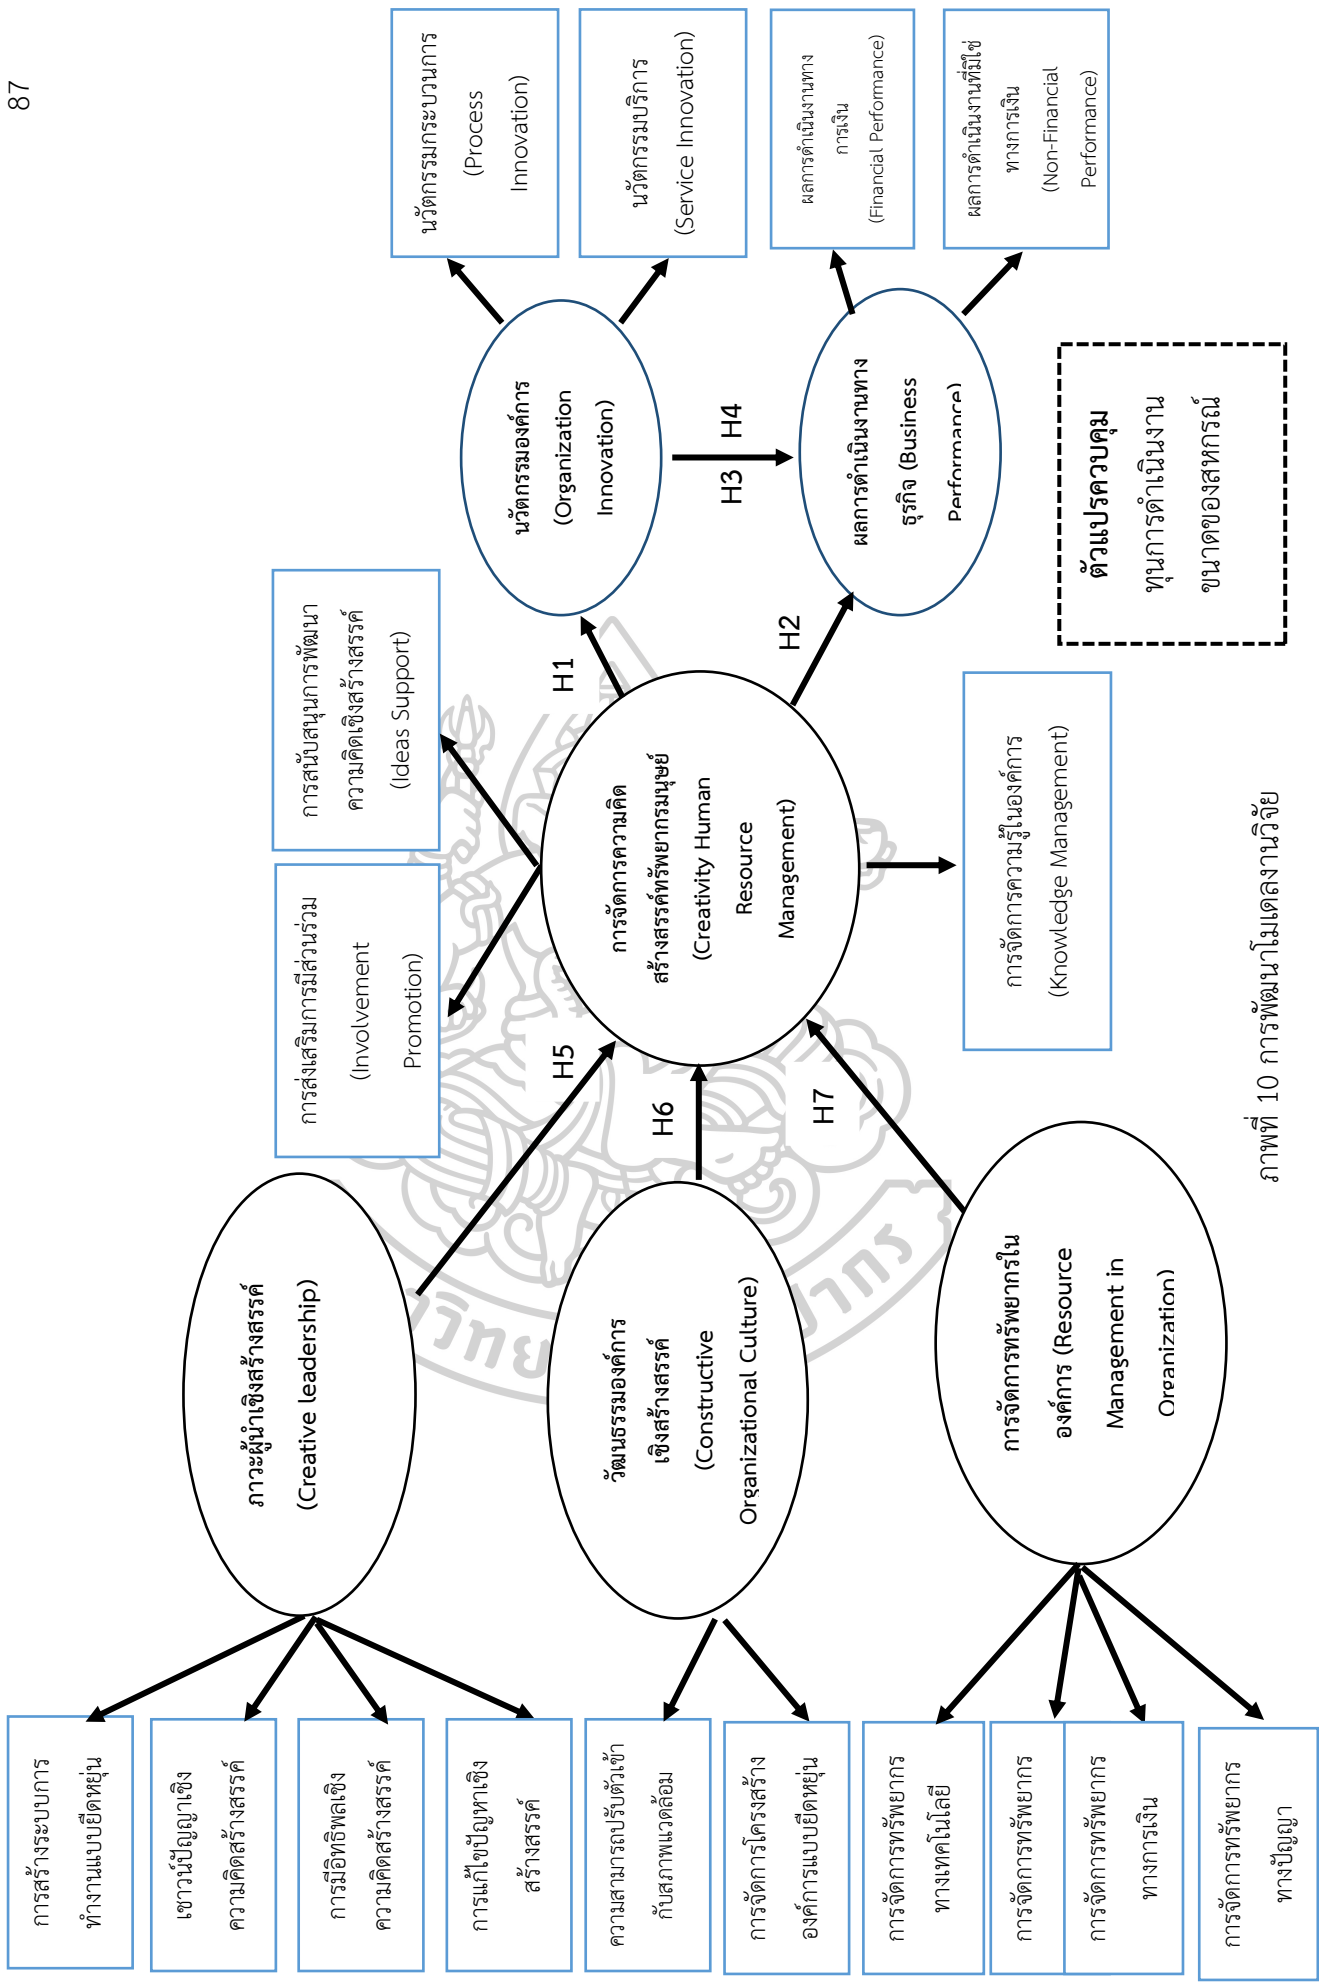 87
การสร้างระบบการ
ทำงานแบบยืดหยุ่น
เชาวน์ปัญญาเชิง
ความคิดสร้างสรรค์
การมีอิทธิพลเชิง
ความคิดสร้างสรรค์
การแก้ไขปัญหาเชิง
สร้างสรรค์
ความสามารถปรับตัวเข้า
กับสภาพแวดล้อม
การจัดการโครงสร้าง
องค์การแบบยืดหยุ่น
การจัดการทรัพยากร
ทางเทคโนโลยี
การจัดการทรัพยากร
การจัดการทรัพยากร
ทางการเงิน
การจัดการทรัพยากร
ทางปัญญา
ภาวะผู้นำเชิงสร้างสรรค์
(Creative leadership)
วัฒนธรรมองค์การ
เชิงสร้างสรรค์
(Constructive
Organizational Culture)
การจัดการทรัพยากรใน
องค์การ (Resource
Management in
Organization)
H5
H6
H7
การส่งเสริมการมีส่วนร่วม
(Involvement
Promotion)
การสนับสนุนการพัฒนา
ความคิดเชิงสร้างสรรค์
(Ideas Support)
การจัดการความคิด
สร้างสรรค์ทรัพยากรมนุษย์
(Creativity Human
Resource
Management)
การจัดการความรู้ในองค์การ
(Knowledge Management)
H1
H2
นวัตกรรมองค์การ
(Organization
Innovation)
H3
H4
ผลการดำเนินงานทาง
ธุรกิจ (Business
Performance)
นวัตกรรมกระบวนการ
(Process
Innovation)
นวัตกรรมบริการ
(Service Innovation)
ผลการดำเนินงานทาง
การเงิน
(Financial Performance)
ผลการดำเนินงานที่มิใช่
ทางการเงิน
(Non-Financial
Performance)
ตัวแปรควบคุม
ทุนการดำเนินงาน
ขนาดของสหกรณ์
ภาพที่ 10 การพัฒนาโมเดลงานวิจัย